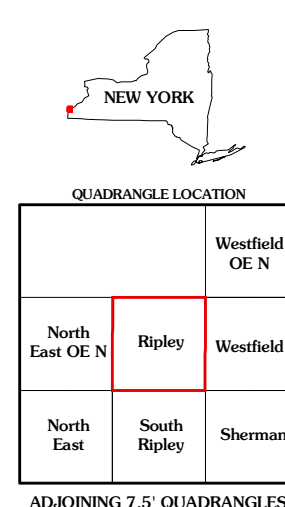 NEW YORK
QUADRANGLE LOCATION
Westfield
OE N
North
East OE N
Ripley
Westfield
North
East
South
Ripley
Sherman
ADJOINING 7.5' QUADRANGLES